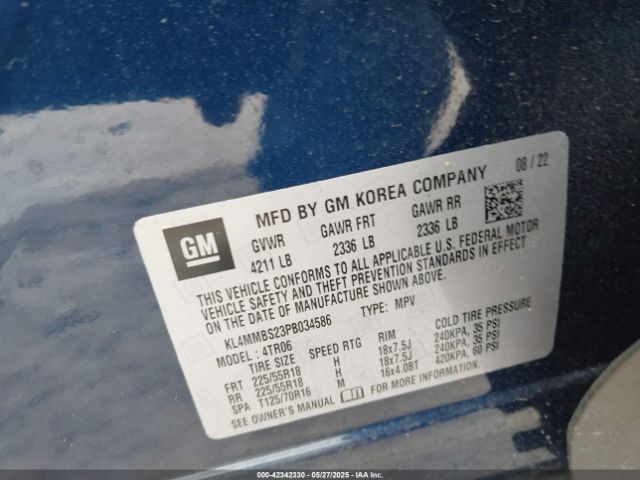 GM
MFD BY GM KOREA COMPANY 08 / 22
GVWR GAWR FRT GAWR RR
4211 LB 2336 LB 2336 LB
THIS VEHICLE CONFORMS TO ALL APPLICABLE U.S. FEDERAL MOTOR
VEHICLE SAFETY AND THEFT PREVENTION STANDARDS IN EFFECT
ON THE DATE OF MANUFACTURE SHOWN ABOVE.
KL4MMBS23PB034586 TYPE: MPV
MODEL: 4TR06
TIRE SIZE SPEED RTG RIM COLD TIRE PRESSURE
FRT 225/55R18 H 18x7.5J 240KPA, 35 PSI
RR 225/55R18 H 18x7.5J 240KPA, 35 PSI
SPA T125/70R16 M 16x4.08T 420KPA, 60 PSI
SEE OWNER'S MANUAL FOR MORE INFORMATION
000-42342330 - 05/27/2025 - IAAI, Inc.